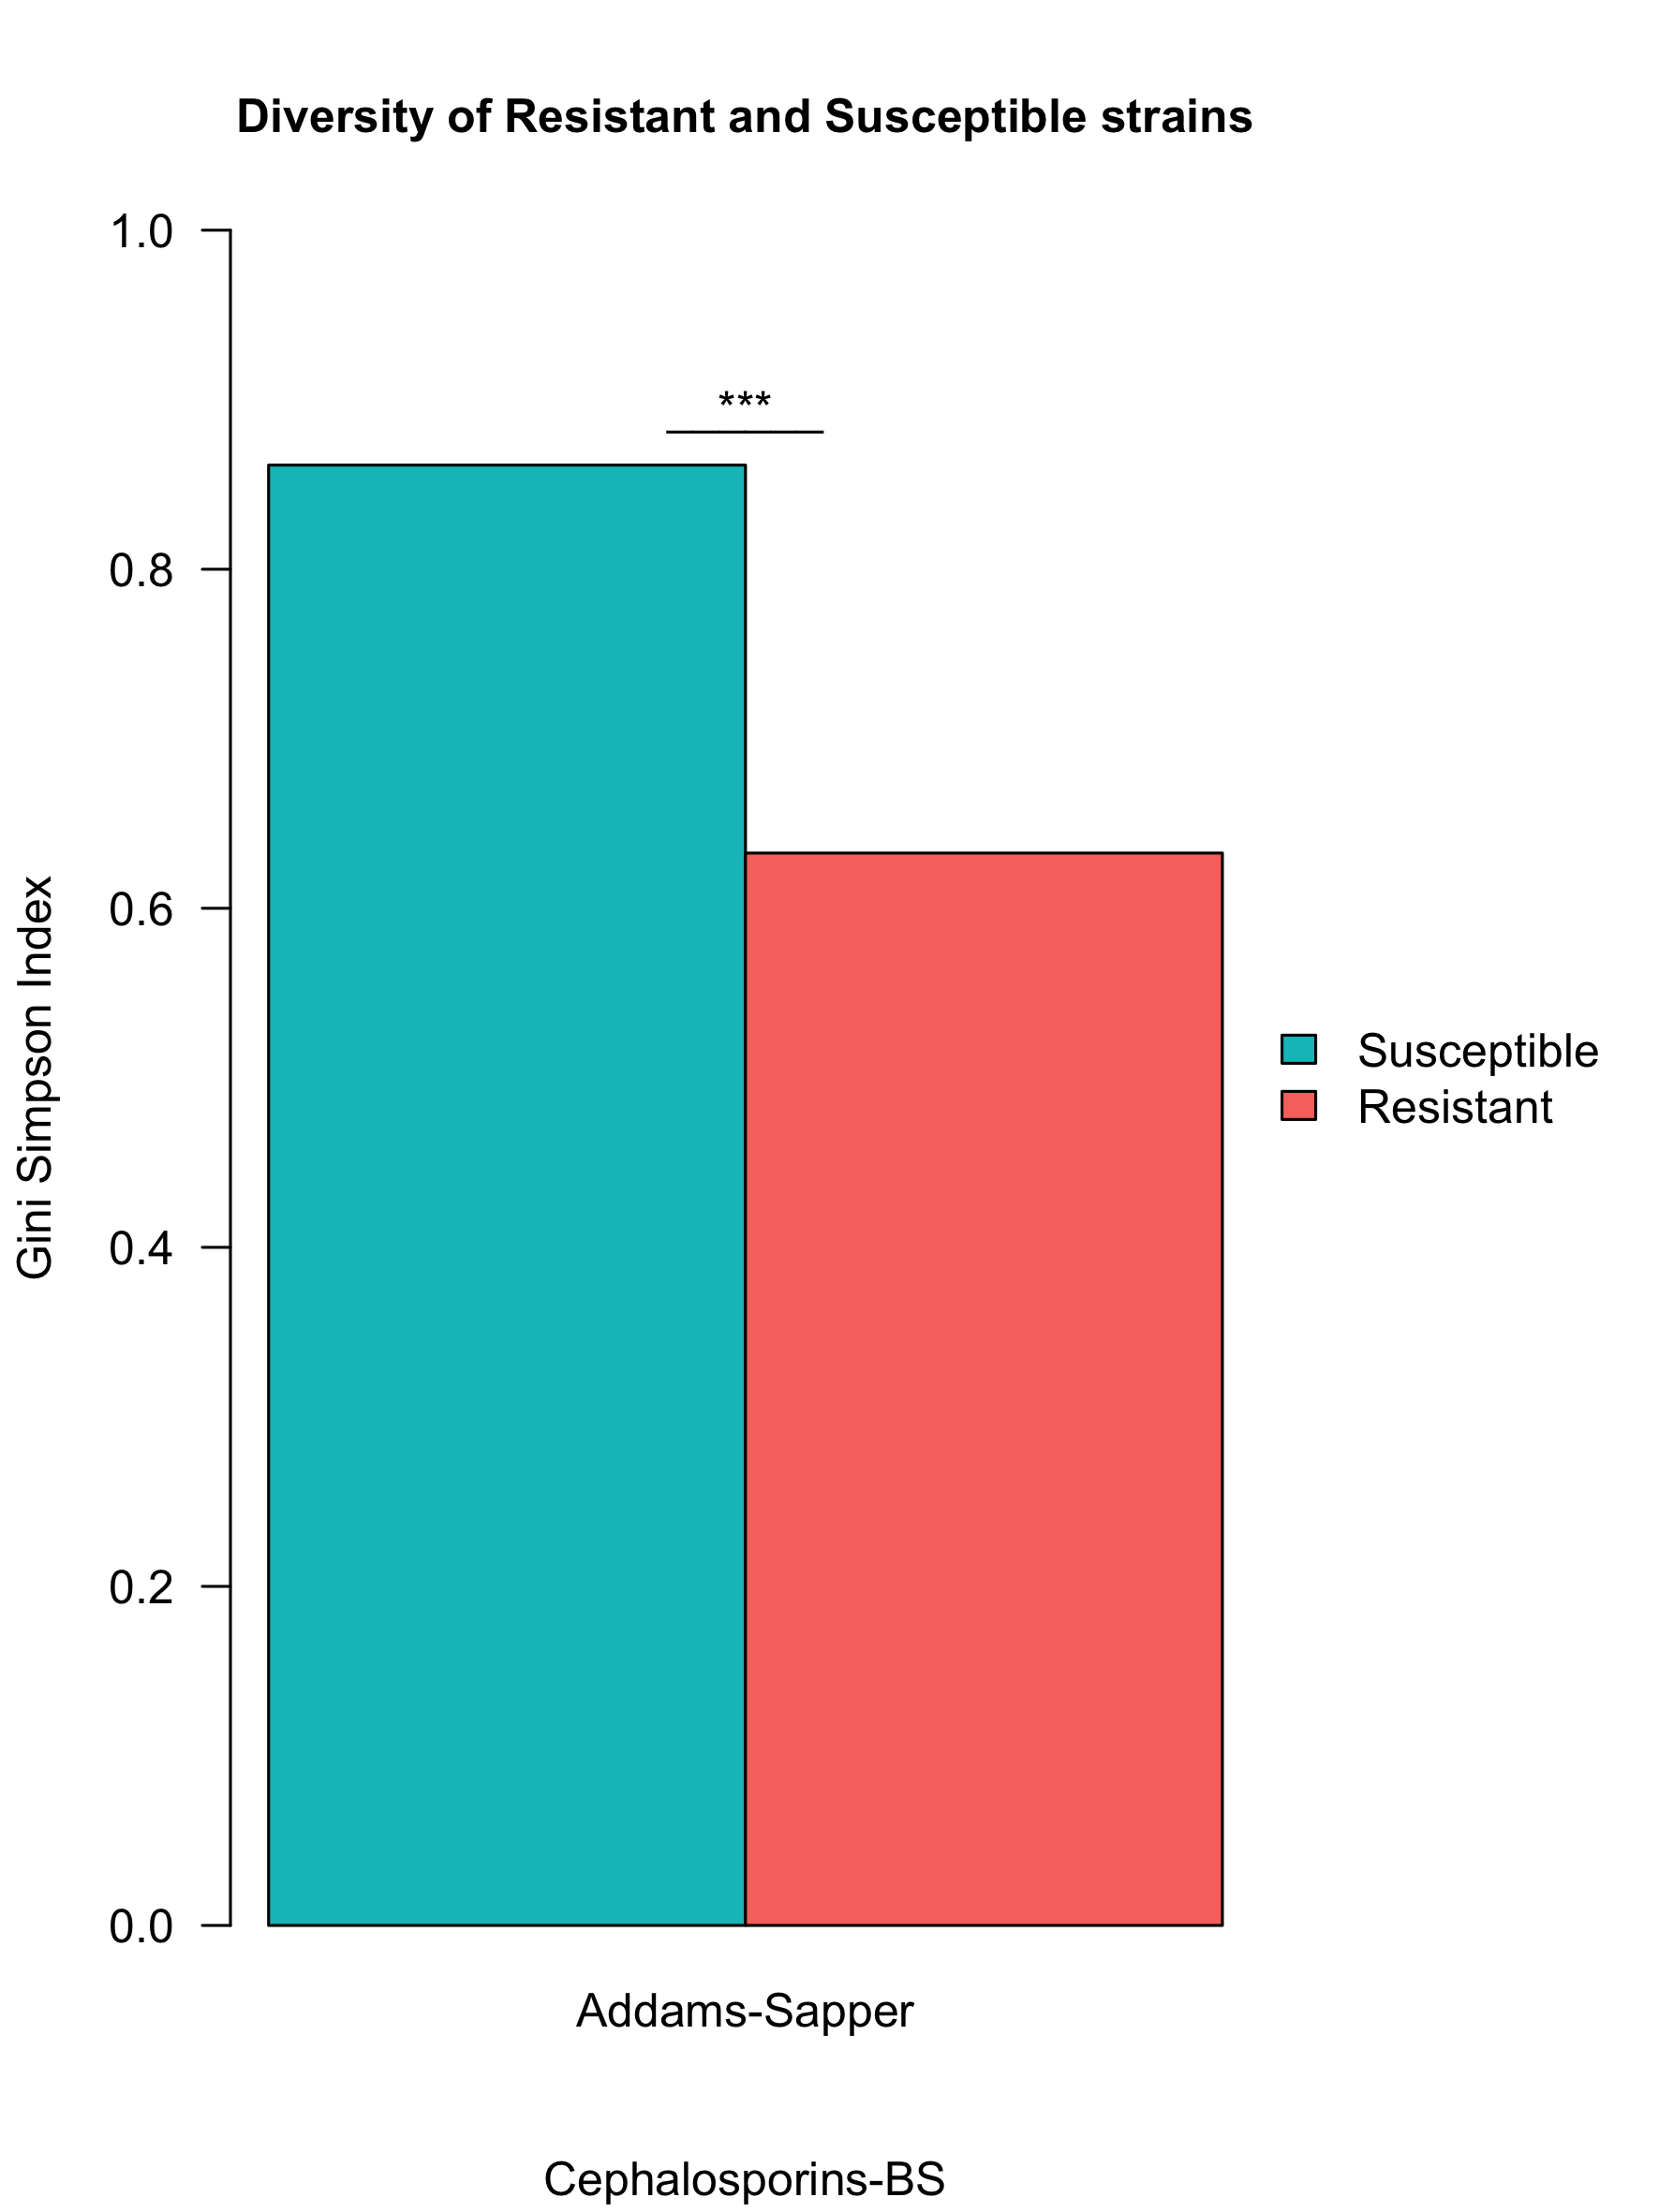 Diversity of Resistant and Susceptible strains
1.0
***
0.8
0.6
0.4
0.2
0.0
Gini Simpson Index
Susceptible
Resistant
Addams-Sapper
Cephalosporins-BS